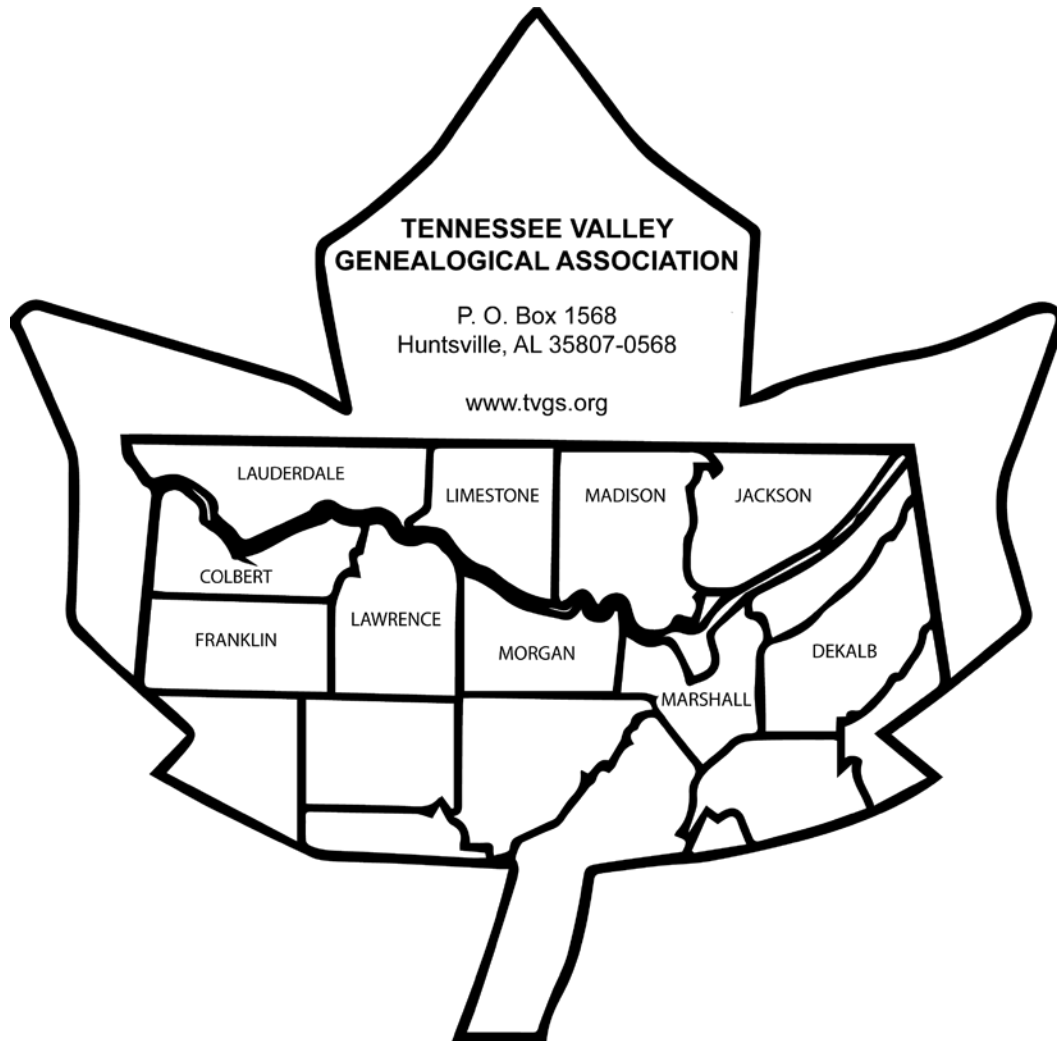 TENNESSEE VALLEY
GENEALOGICAL ASSOCIATION
P. O. Box 1568
Huntsville, AL 35807-0568
www.tvgs.org
LAUDERDALE
LIMESTONE
MADISON
JACKSON
COLBERT
LAWRENCE
FRANKLIN
MORGAN
DEKALB
MARSHALL